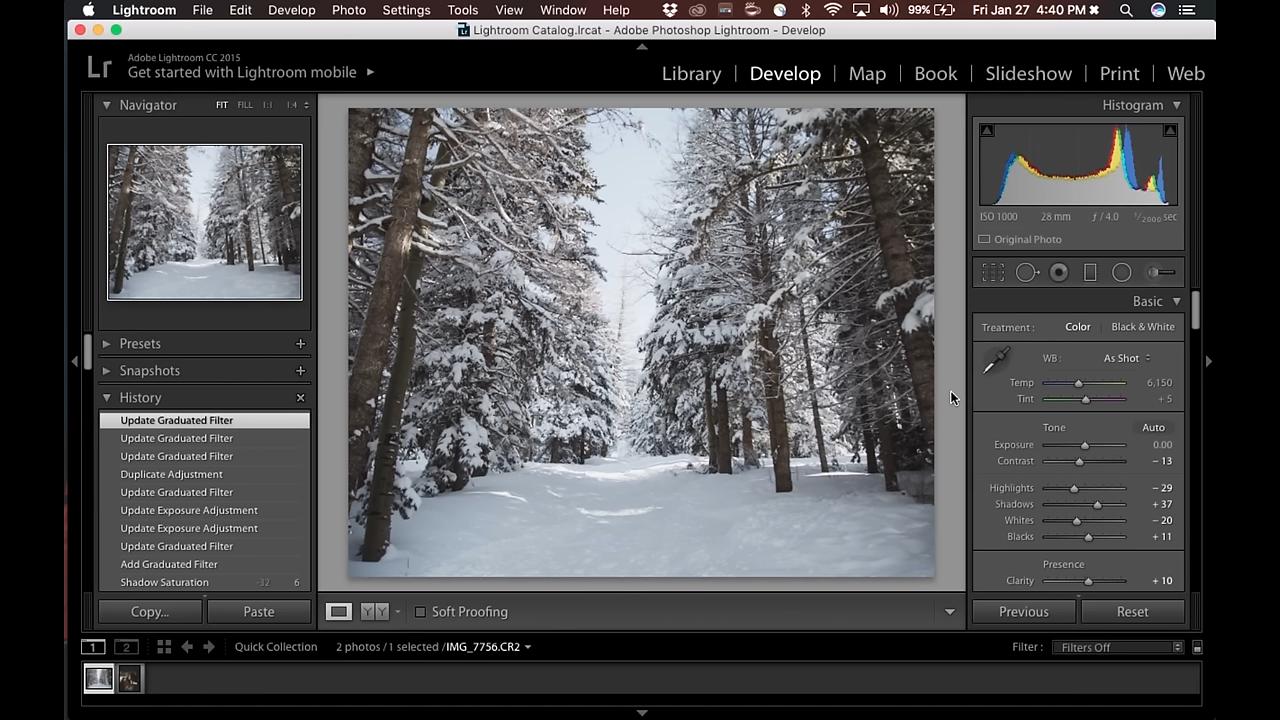 Lightroom File Edit Develop Photo Settings Tools View Window Help 99% Fri Jan 27 4:40 PM
Lightroom Catalog.lrcat - Adobe Photoshop Lightroom - Develop
Lr
Adobe Lightroom CC 2015
Get started with Lightroom mobile
Library | Develop | Map | Book | Slideshow | Print | Web
Navigator FIT FILL 1:1 1:4
Histogram
ISO 1000 28 mm ƒ / 4.0 1/2000 sec
Original Photo
Basic
Treatment: Color Black & White
WB: As Shot
Temp 6,150
Tint + 5
Tone Auto
Exposure 0.00
Contrast – 13
Highlights – 29
Shadows + 37
Whites – 20
Blacks + 11
Presence
Clarity + 10
Presets
Snapshots
History
Update Graduated Filter
Update Graduated Filter
Update Graduated Filter
Duplicate Adjustment
Update Graduated Filter
Update Exposure Adjustment
Update Exposure Adjustment
Update Graduated Filter
Add Graduated Filter
Shadow Saturation -32 6
Copy... Paste
Y Y Soft Proofing
Previous Reset
1 2 Quick Collection 2 photos / 1 selected / IMG_7756.CR2 Filter : Filters Off